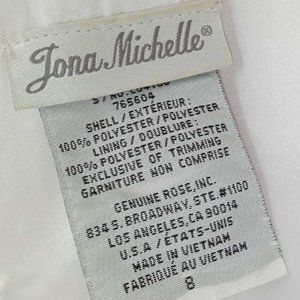 Jona Michelle®
765604
SHELL / EXTÉRIEUR:
100% POLYESTER / POLYESTER
LINING / DOUBLURE:
100% POLYESTER / POLYESTER
EXCLUSIVE OF TRIMMING
GARNITURE NON COMPRISE
GENUINE ROSE, INC.
834 S. BROADWAY, STE. #1100
LOS ANGELES, CA 90014
U.S.A / ETATS-UNIS
MADE IN VIETNAM
FABRIQUÉ AU VIETNAM
8